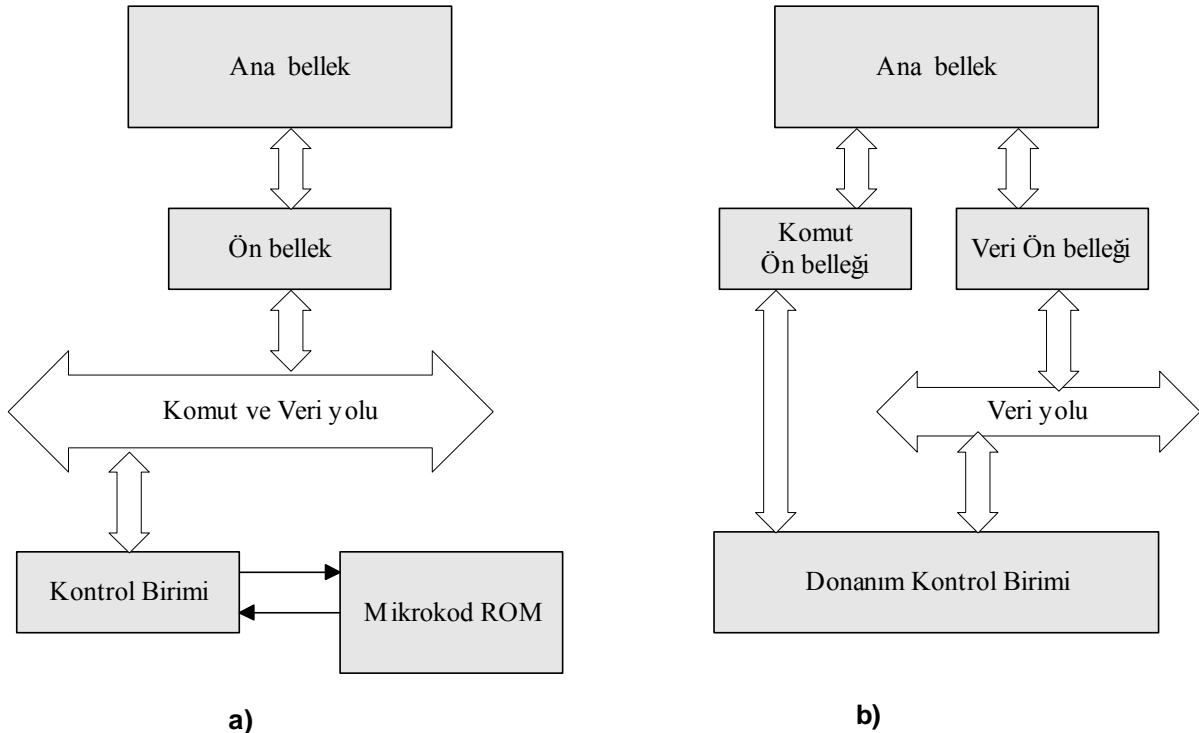 Ana bellek
Ön bellek
Komut ve Veri yolu
Kontrol Birimi
Mikrokod ROM
a)
Ana bellek
Komut
Ön belleği
Veri Ön belleği
Veri yolu
Donanım Kontrol Birimi
b)